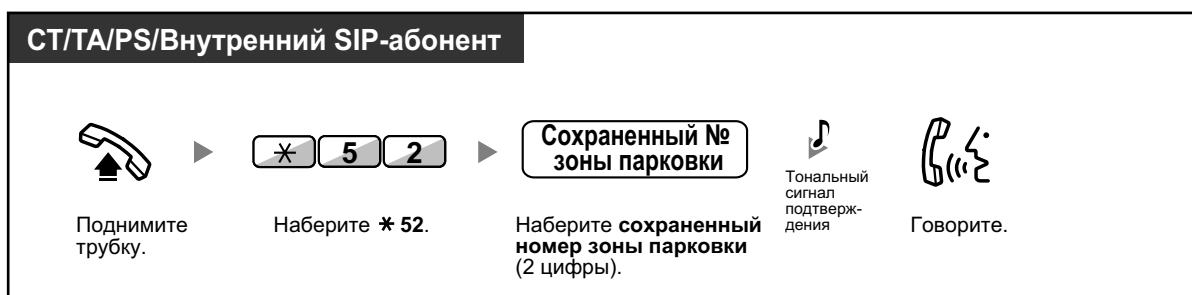 СТ/ТА/PS/Внутренний SIP-абонент
* 5 2
Сохраненный №
зоны парковки
Тональный
сигнал
подтверж-
дения
Поднимите
трубку.
Наберите * 52.
Наберите сохраненный
номер зоны парковки
(2 цифры).
Говорите.